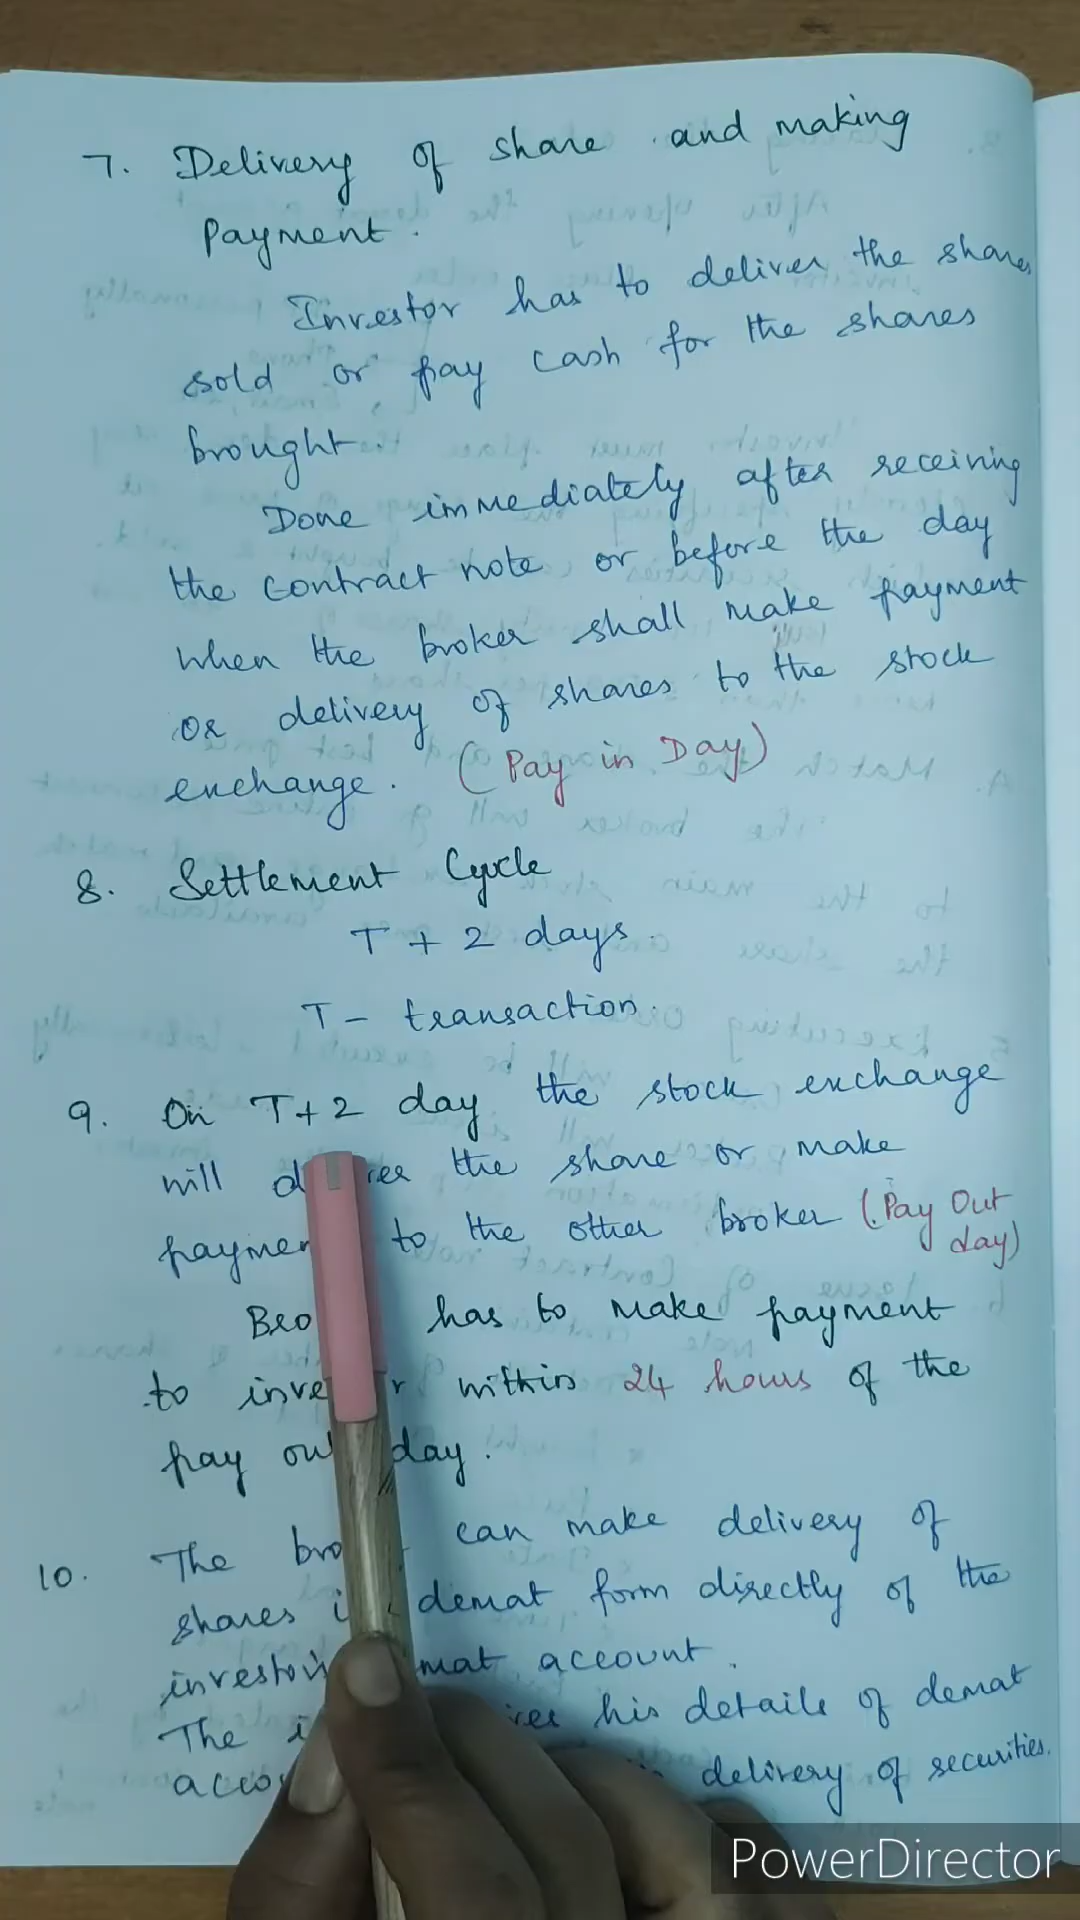 7. Delivery of share and making
Payment.
Investor has to deliver the shares
sold or pay cash for the shares
brought.
Done immediately after receining
the contract note or before the day
when the broker shall make payment
or delivery of shares to the stock
exchange. (Pay in Day)
8. Settlement Cycle
T + 2 days.
T - transaction.
9. On T+2 day the stock exchange
will the share or make
to the other broker (Pay Out
day)
has to make payment
to within 24 hours of the
pay day.
10. The can make delivery of
shares demat form directly of the
account.
The his details of demat
delivery of securities.
PowerDirector